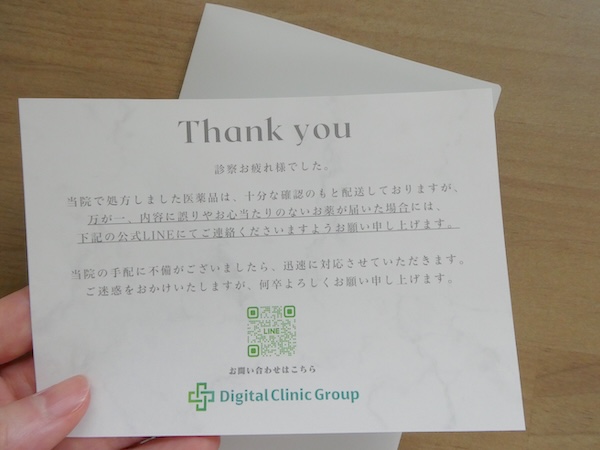 Thank you
診察お疲れ様でした。
当院で処方しました医薬品は、十分な確認のもと配送しておりますが、
万が一、内容に誤りやお心当たりのないお薬が届いた場合には、
下記の公式LINEにてご連絡くださいますようお願い申し上げます。
当院の手配に不備がございましたら、迅速に対応させていただきます。
ご迷惑をおかけいたしますが、何卒よろしくお願い申し上げます。
LINE
お問い合わせはこちら
Digital Clinic Group